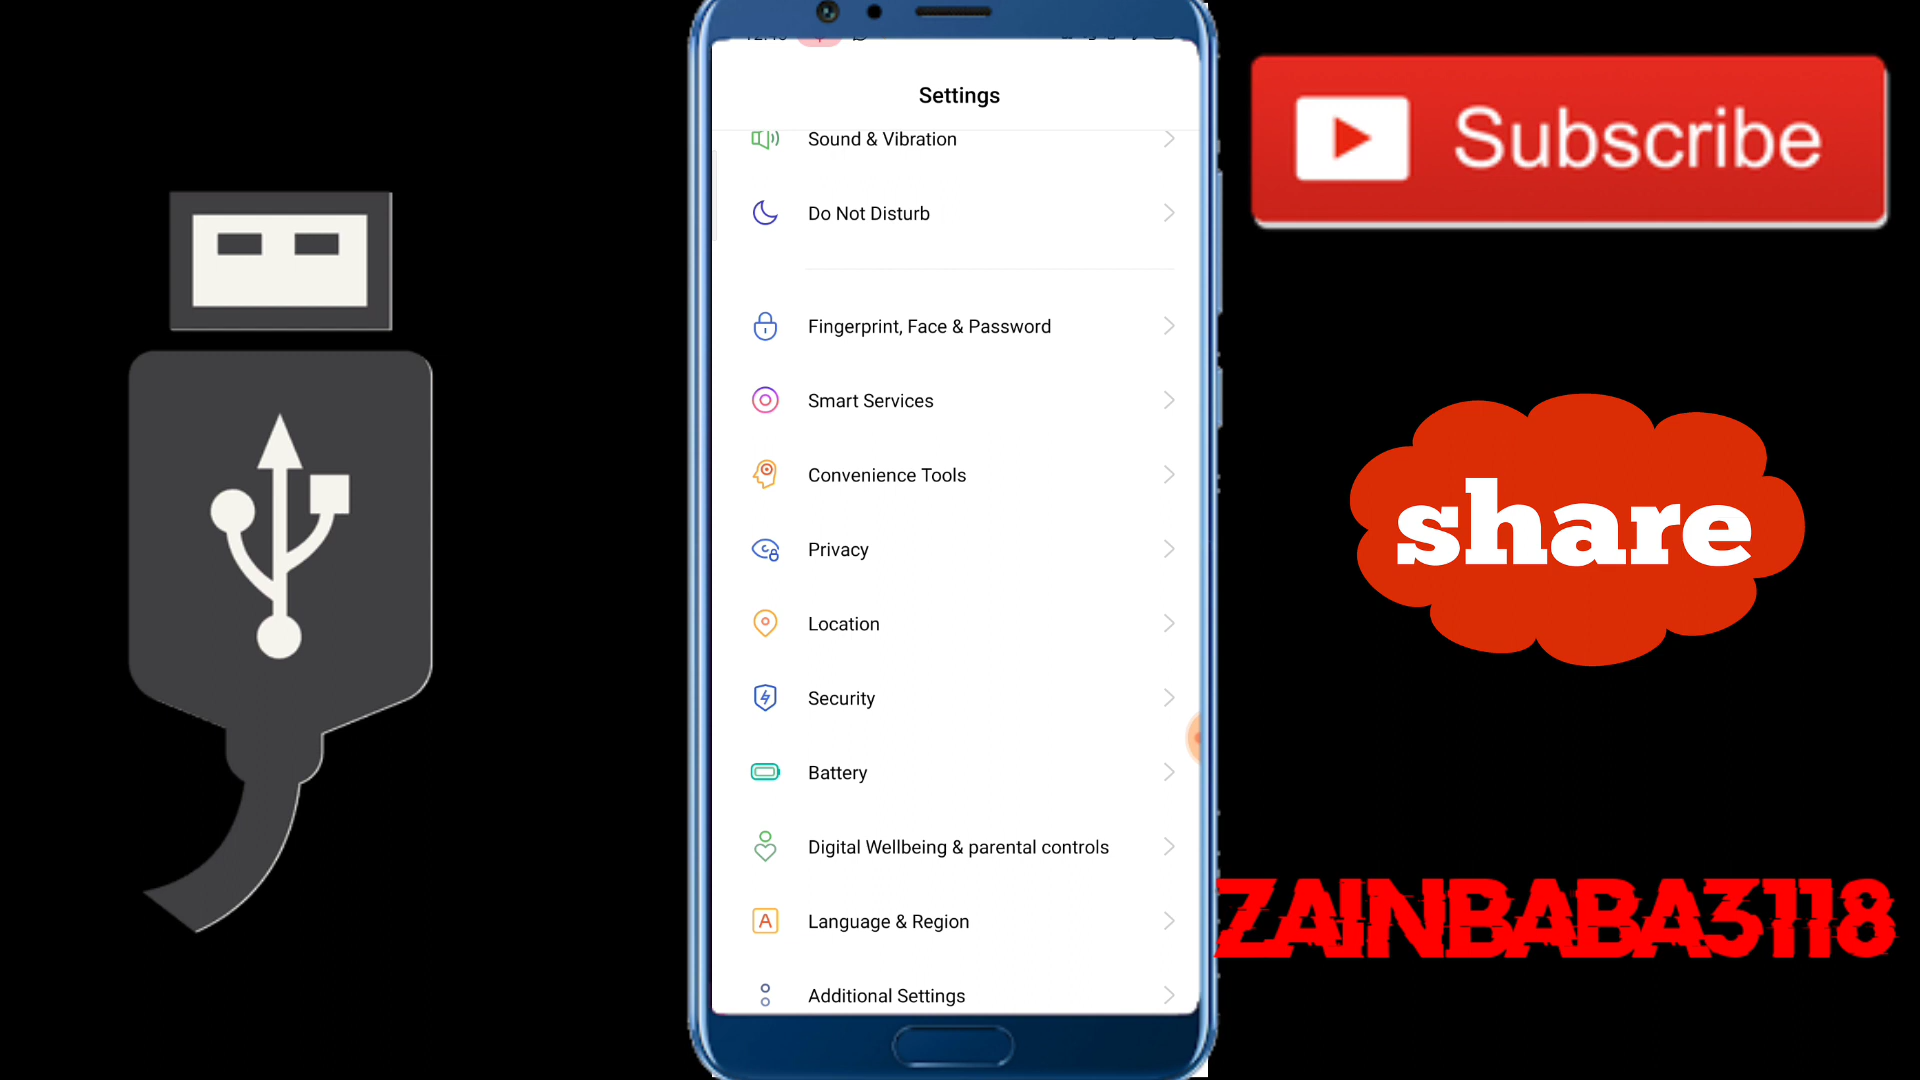 Settings
Sound & Vibration
Do Not Disturb
Fingerprint, Face & Password
Smart Services
Convenience Tools
Privacy
Location
Security
Battery
Digital Wellbeing & parental controls
A Language & Region
Additional Settings
Subscribe
share
ZAINBABA3118